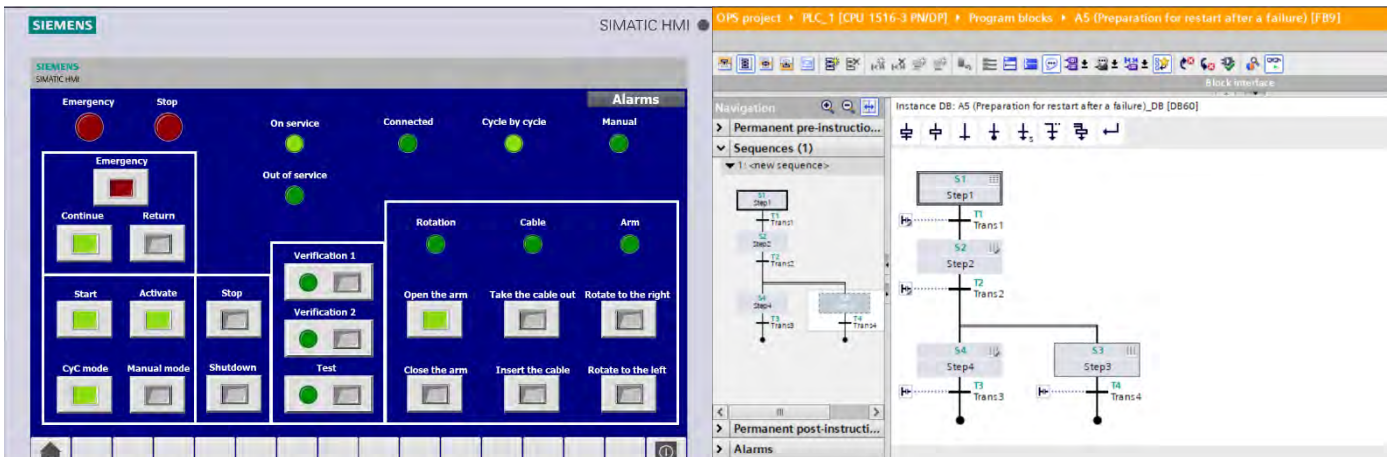 SIEMENS
SIMATIC HMI
SIEMENS
SIMATIC HMI
Alarms
Emergency
Stop
On service
Connected
Cycle by cycle
Manual
Emergency
Out of service
Continue
Return
Rotation
Cable
Arm
Verification 1
Start
Activate
Stop
Open the arm
Take the cable out
Rotate to the right
Verification 2
CyC mode
Manual mode
Shutdown
Test
Close the arm
Insert the cable
Rotate to the left
OPS project ▸ PLC_1 [CPU 1516-3 PN/DP] ▸ Program blocks ▸ A5 (Preparation for restart after a failure) [FB9]
Block interface
Navigation
Instance DB: A5 (Preparation for restart after a failure)_DB [DB60]
Permanent pre-instructio...
Sequences (1)
1: <new sequence>
S1
Step1
T1
Trans1
S2
Step2
T2
Trans2
S4
Step4
T3
Trans3
T4
Trans4
Permanent post-instructi...
Alarms
S1
Step1
T1
Trans1
S2
Step2
T2
Trans2
S4
Step4
S3
Step3
T3
Trans3
T4
Trans4